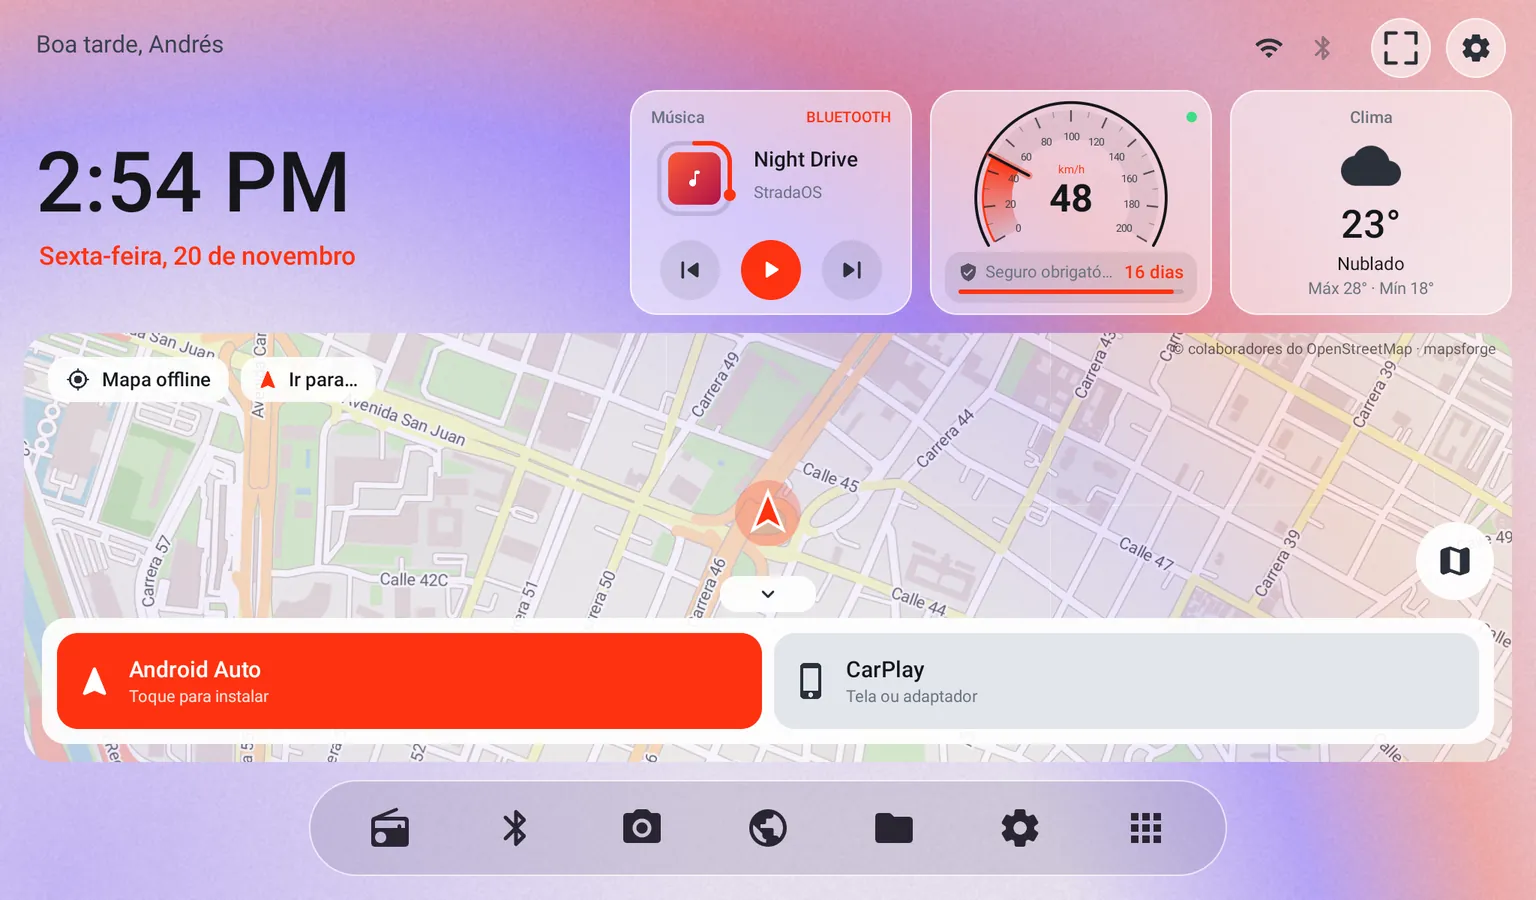 Boa tarde, Andrés
2:54 PM
Sexta-feira, 20 de novembro
Música
BLUETOOTH
Night Drive
StradaOS
0
20
40
60
80
100
120
140
160
180
200
km/h
48
Seguro obrigató...
16 dias
Clima
23°
Nublado
Máx 28° · Mín 18°
© colaboradores do OpenStreetMap · mapsforge
Mapa offline
Ir para...
da San Juan
Avenida San Juan
Carrera 49
Carrera 44
Carrera 43
Carrera 39
Calle 45
Calle 47
Carrera 39
Carrera 57
Calle 42C
51
rera 50
Carrera 46
Calle 44
Android Auto
Toque para instalar
CarPlay
Tela ou adaptador
52
Calle